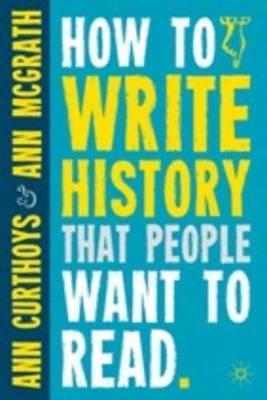 HOW TO
WRITE
HISTORY
THAT PEOPLE
WANT TO
READ.
ANN CURTHOYS & ANN MCGRATH